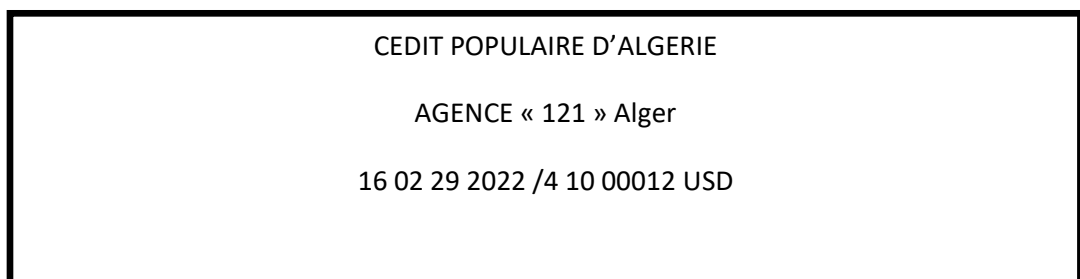 CEDIT POPULAIRE D’ALGERIE
AGENCE « 121 » Alger
16 02 29 2022 /4 10 00012 USD